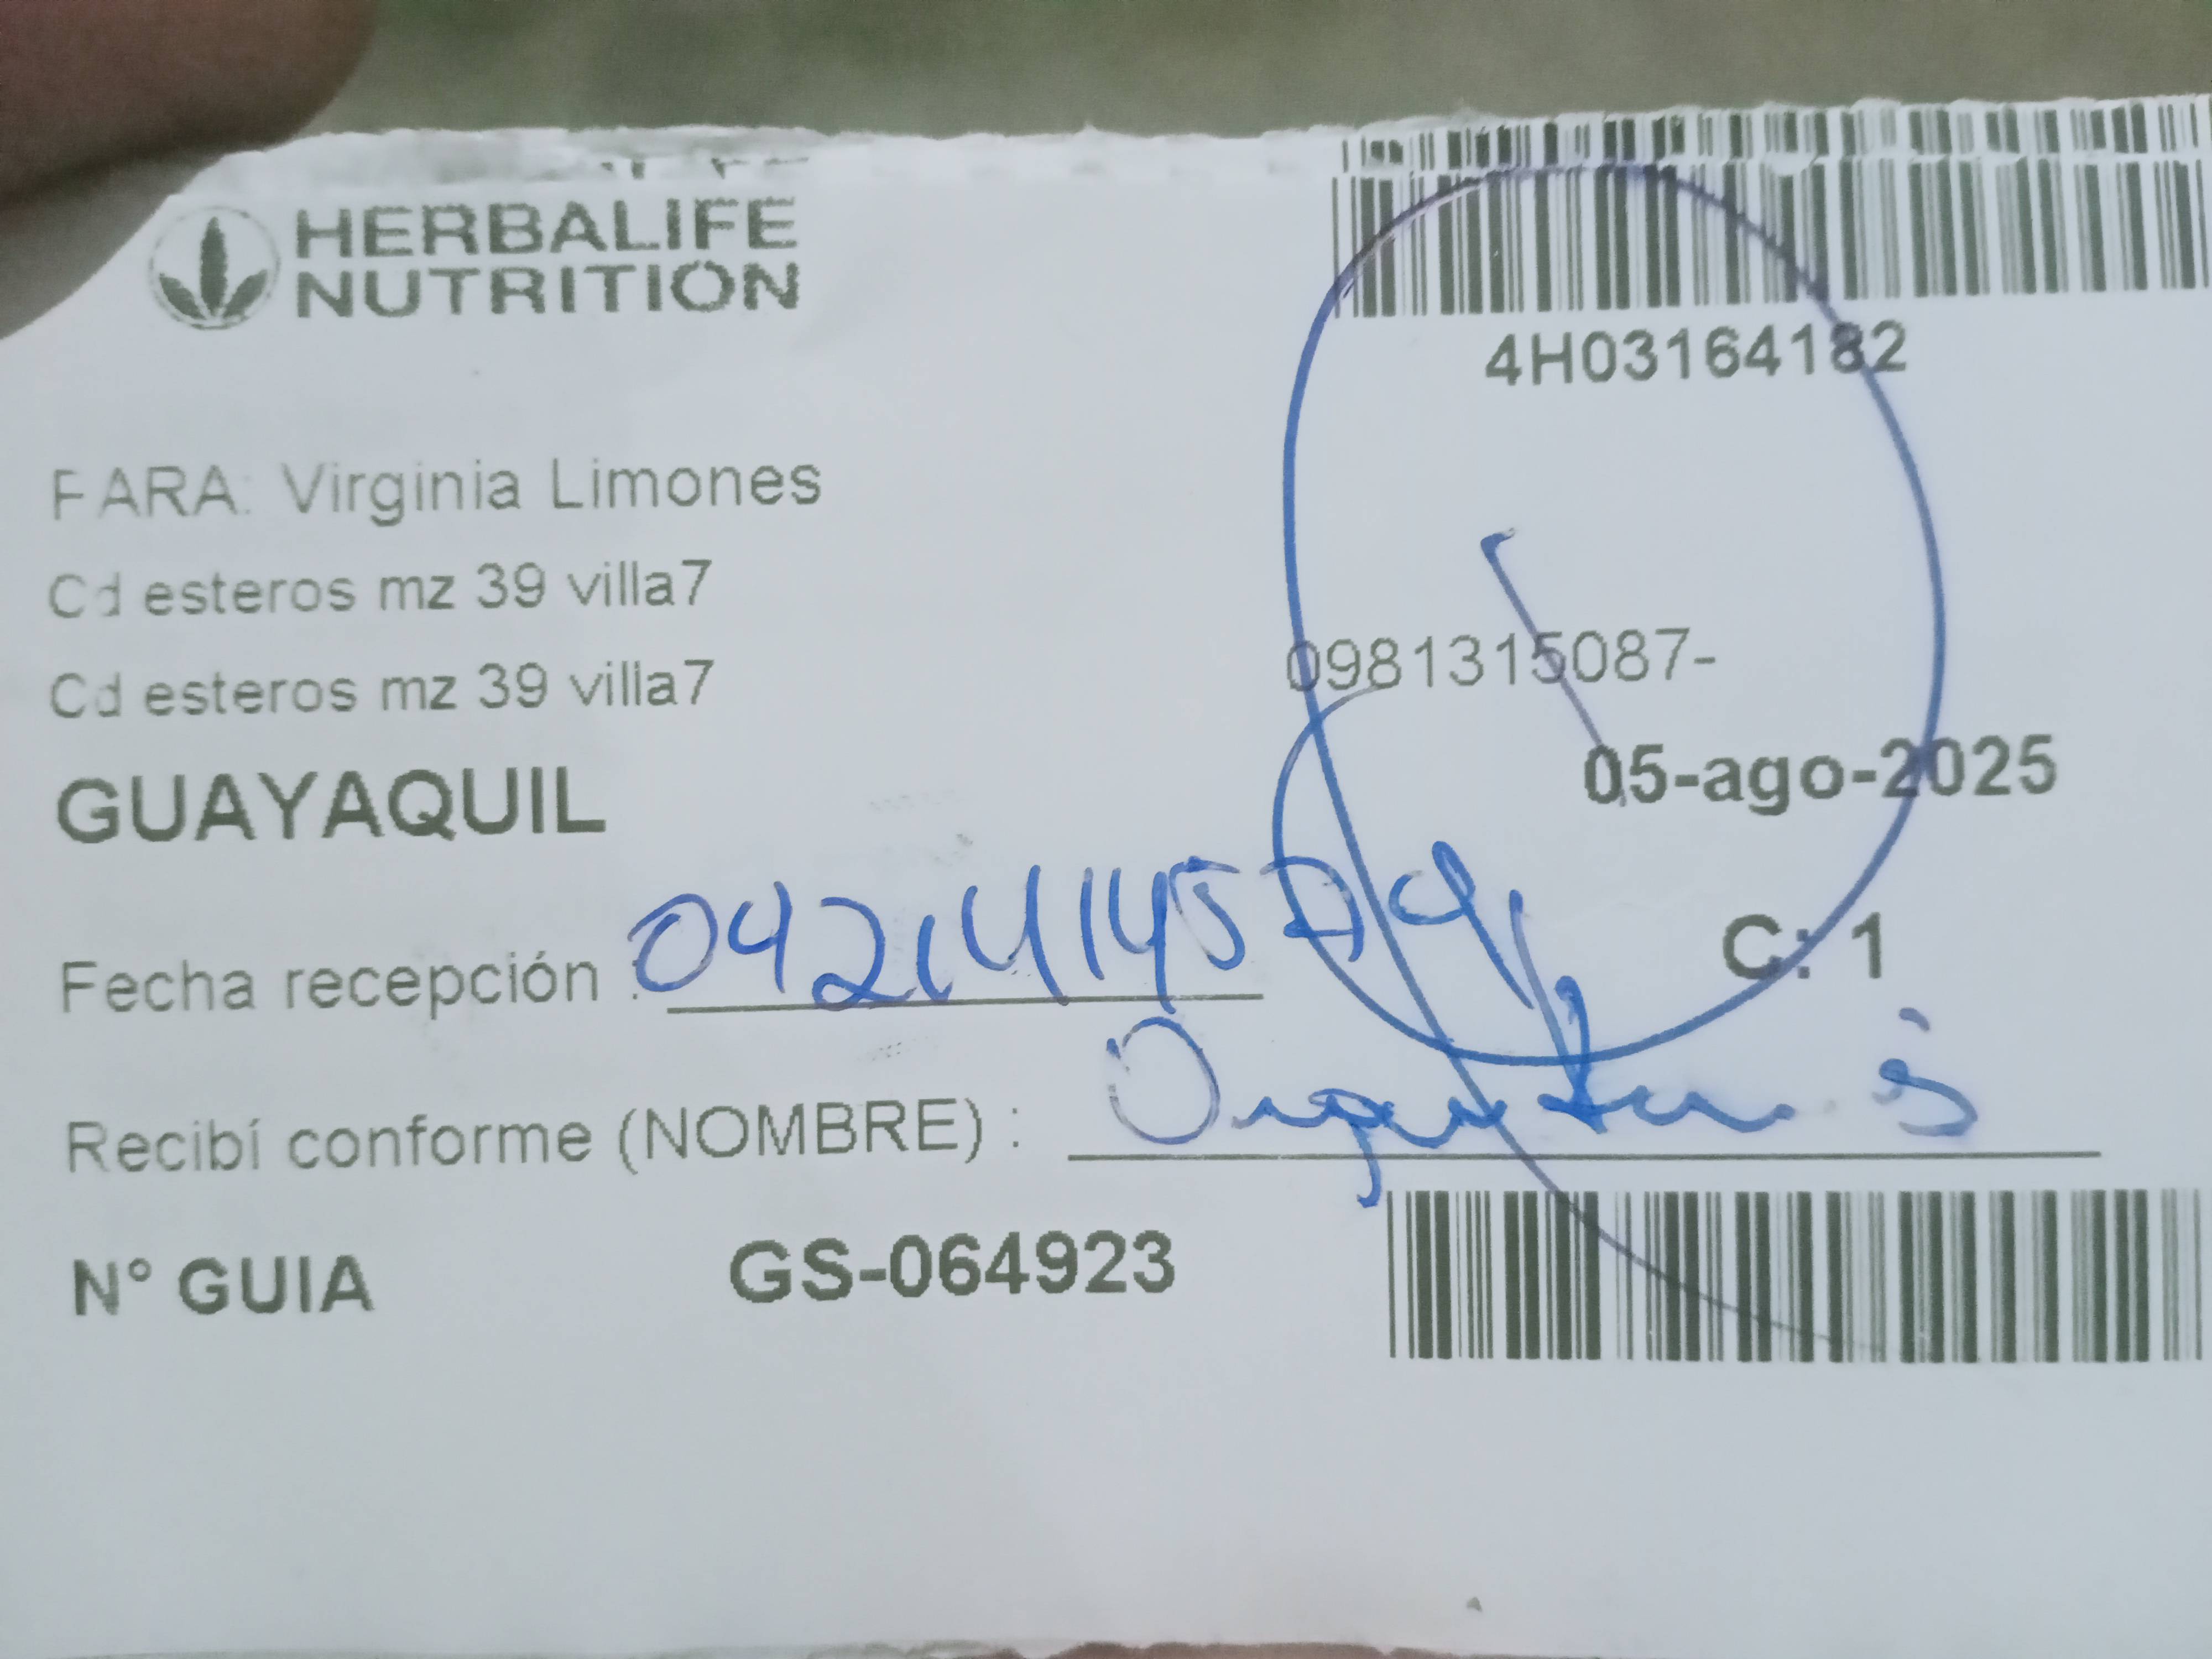 HERBALIFE
NUTRITION
4H03164182
PARA: Virginia Limones
Cd esteros mz 39 villa7
0981315087-
Cd esteros mz 39 villa7
05-ago-2025
GUAYAQUIL
C: 1
Fecha recepción :
Recibí conforme (NOMBRE) :
N° GUIA GS-064923